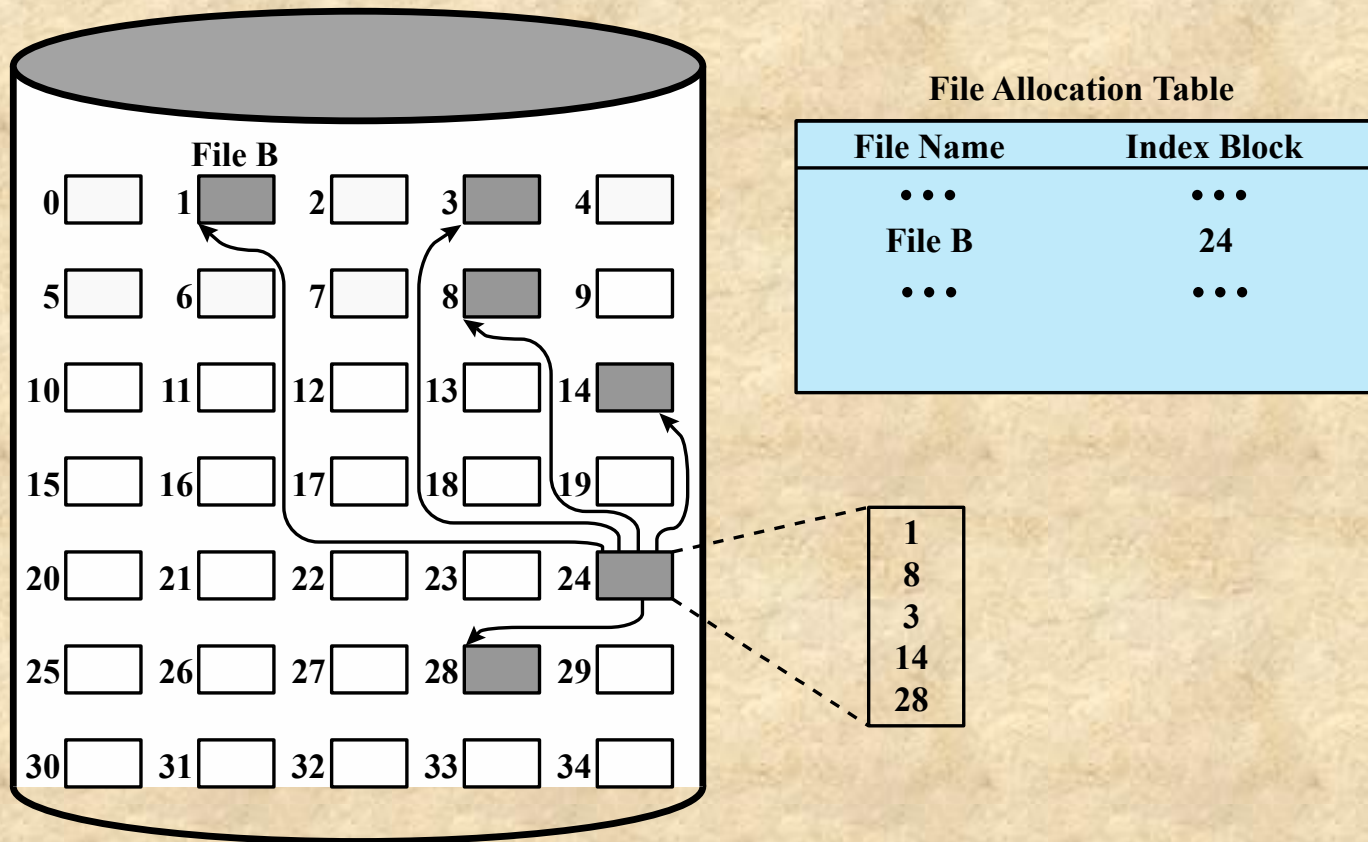 File B
0 1 2 3 4
5 6 7 8 9
10 11 12 13 14
15 16 17 18 19
20 21 22 23 24
25 26 27 28 29
30 31 32 33 34
File Allocation Table
File Name Index Block
• • • • • •
File B 24
• • • • • •
1
8
3
14
28